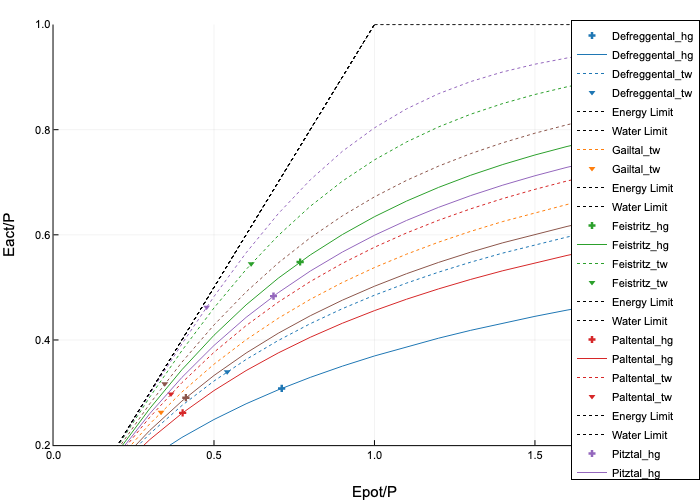 1.0
0.8
0.6
0.4
0.2
Eact/P
0.0
0.5
1.0
1.5
Epot/P
Defreggental_hg
Defreggental_hg
Defreggental_tw
Defreggental_tw
Energy Limit
Water Limit
Gailtal_tw
Gailtal_tw
Energy Limit
Water Limit
Feistritz_hg
Feistritz_hg
Feistritz_tw
Feistritz_tw
Energy Limit
Water Limit
Paltental_hg
Paltental_hg
Paltental_tw
Paltental_tw
Energy Limit
Water Limit
Pitztal_hg
Pitztal_hg